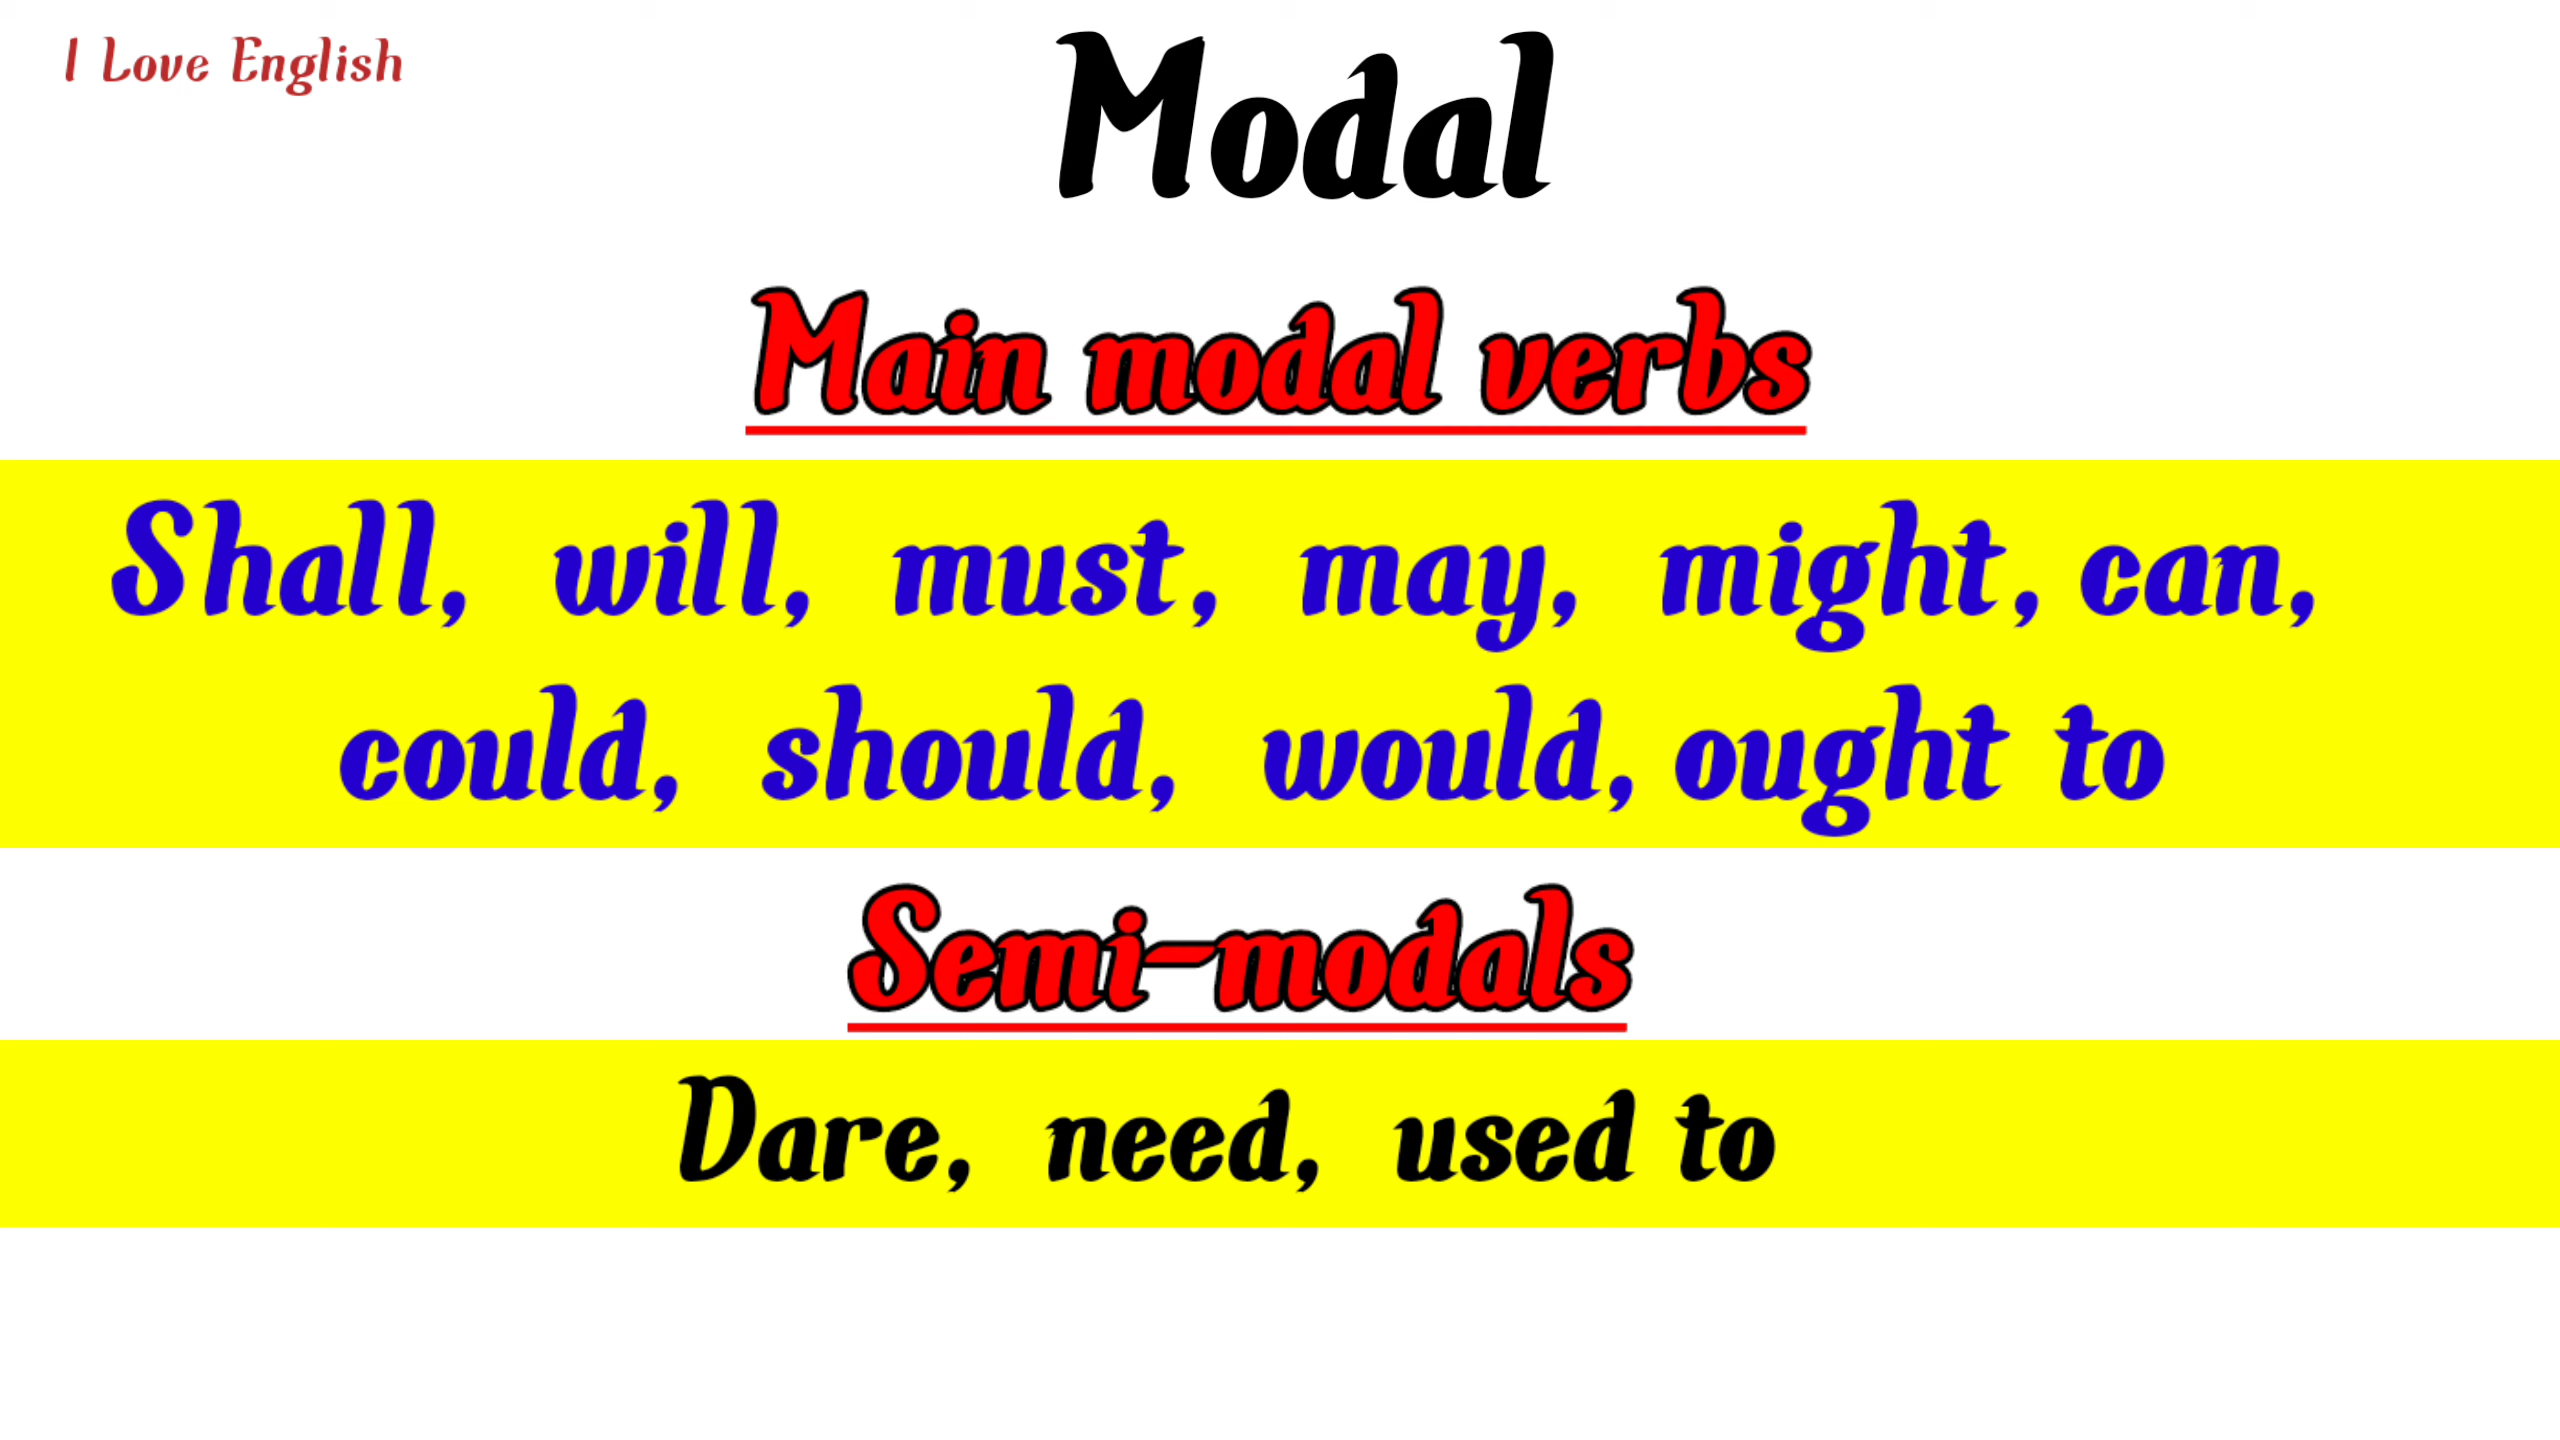 I Love English
Modal
Main modal verbs
Shall, will, must, may, might, can,
could, should, would, ought to
Semi-modals
Dare, need, used to